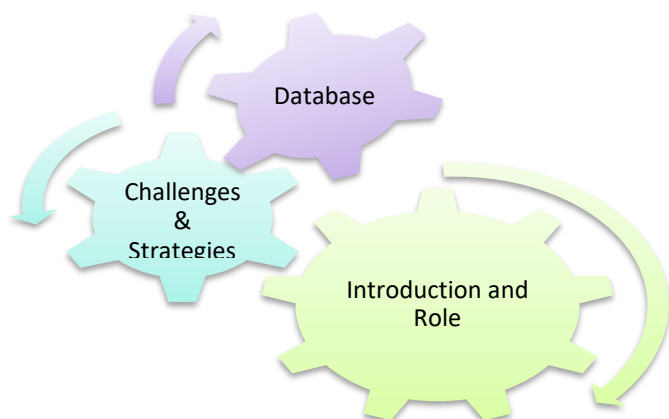 Database
Challenges
&
Strategies
Introduction and
Role